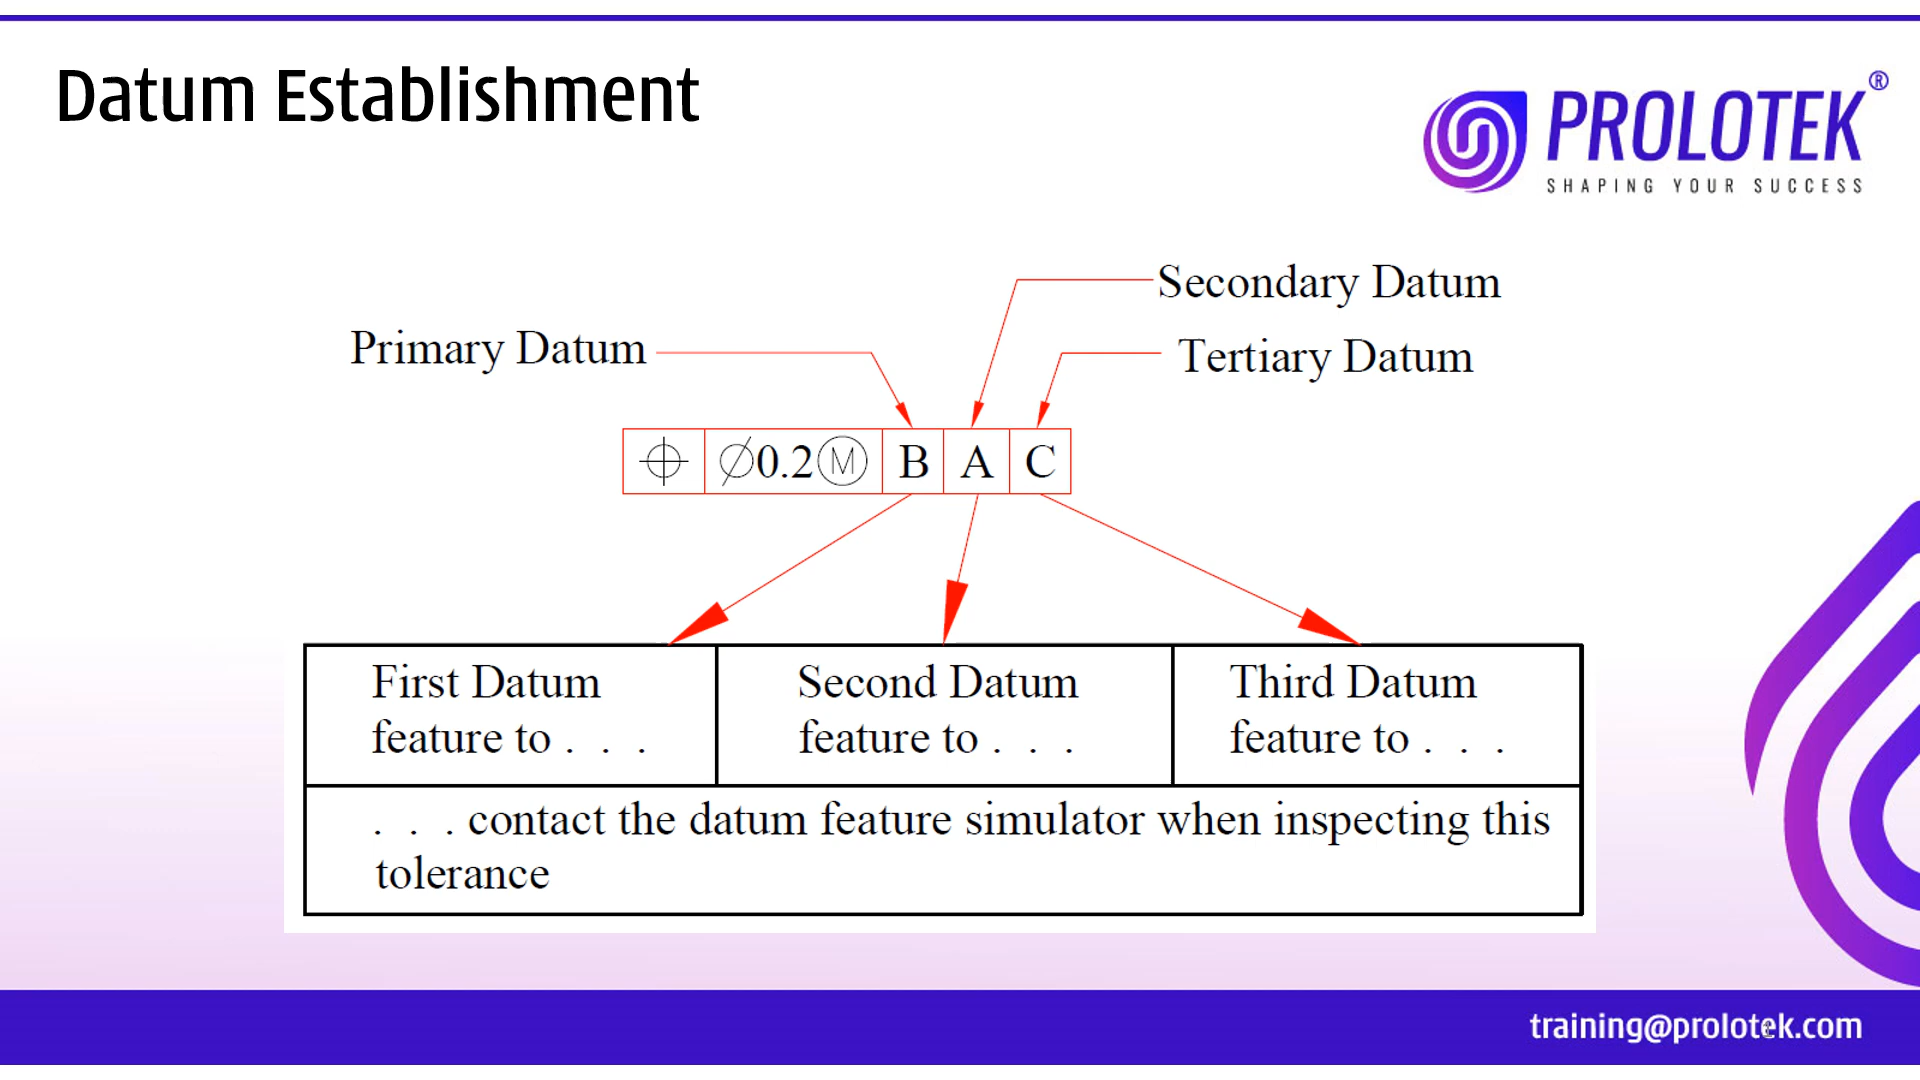 Datum Establishment
PROLOTEK®
SHAPING YOUR SUCCESS
Secondary Datum
Primary Datum
Tertiary Datum
⌖ ∅0.2Ⓜ B A C
First Datum
feature to . . .
Second Datum
feature to . . .
Third Datum
feature to . . .
. . . contact the datum feature simulator when inspecting this
tolerance
training@prolotek.com